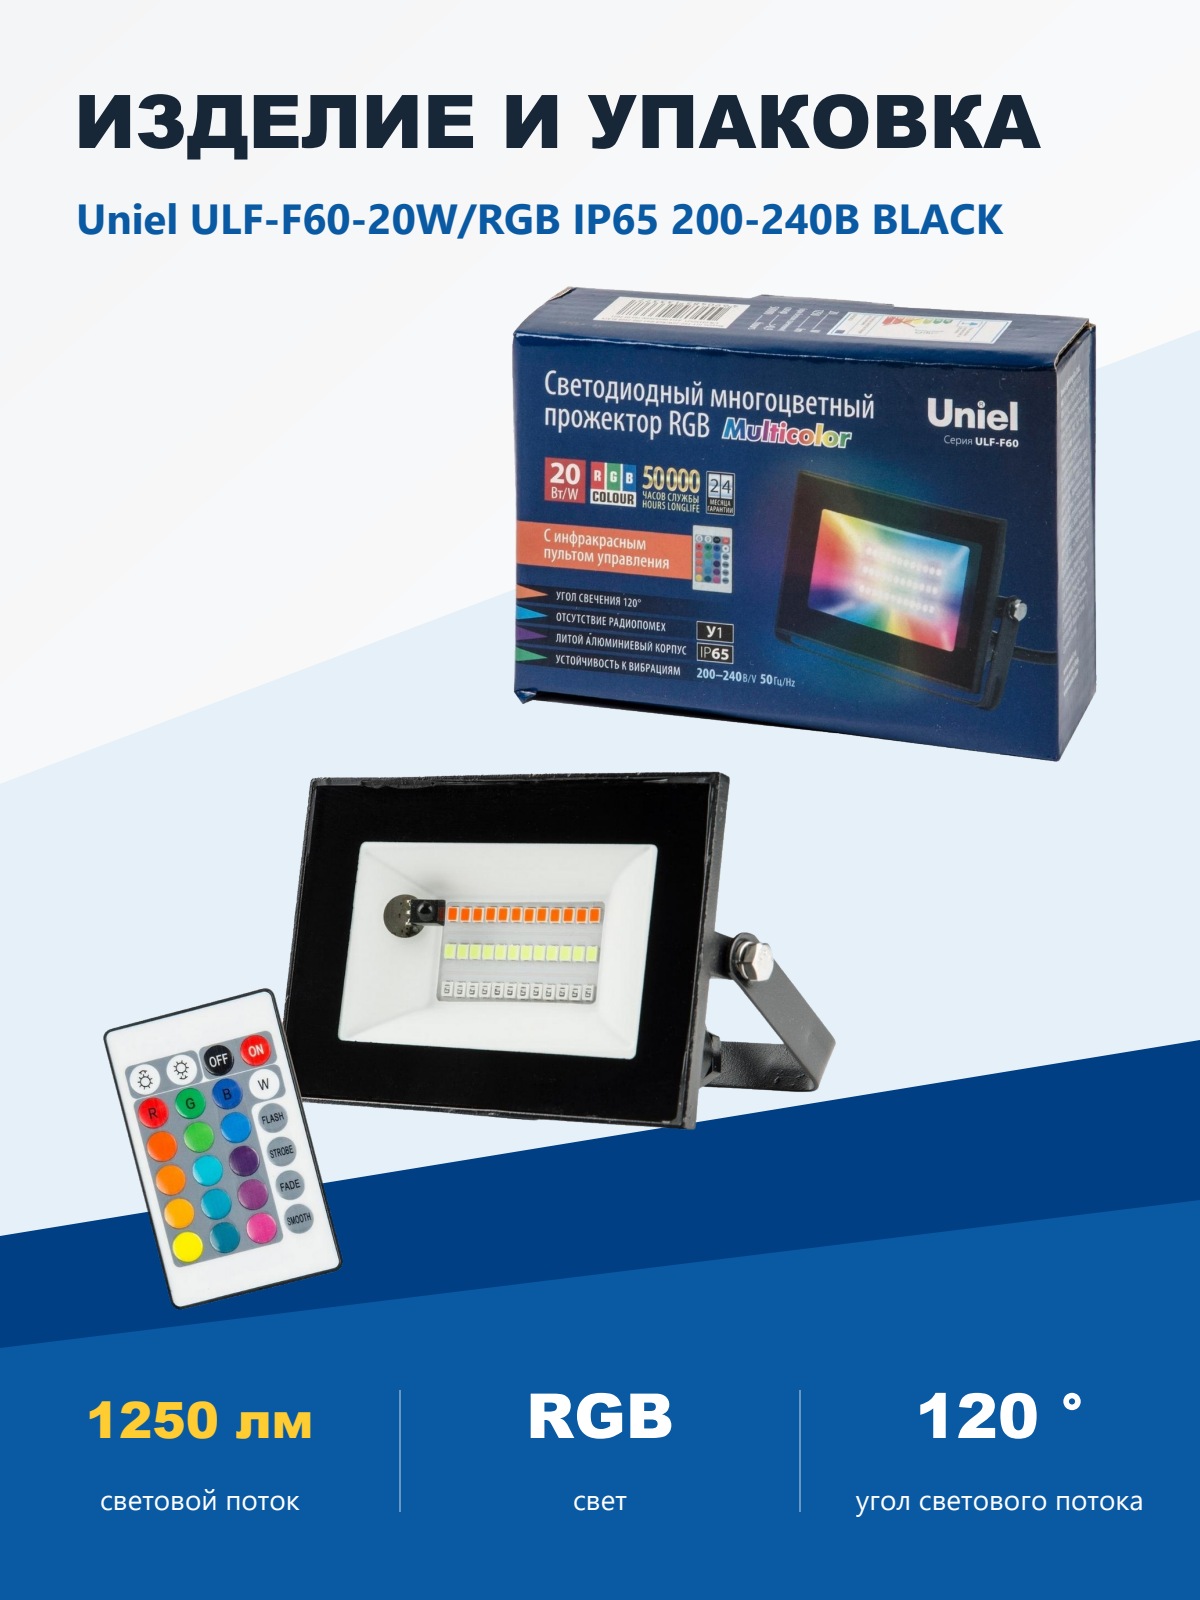 ИЗДЕЛИЕ И УПАКОВКА
Uniel ULF-F60-20W/RGB IP65 200-240В BLACK
Светодиодный многоцветный
прожектор RGB Multicolor
Uniel
Серия ULF-F60
20
Вт/W
RGB
COLOUR
50000
ЧАСОВ СЛУЖБЫ
HOURS LONGLIFE
24
МЕСЯЦА
ГАРАНТИИ
С инфракрасным
пультом управления
УГОЛ СВЕЧЕНИЯ 120°
ОТСУТСТВИЕ РАДИОПОМЕХ
ЛИТОЙ АЛЮМИНИЕВЫЙ КОРПУС
УСТОЙЧИВОСТЬ К ВИБРАЦИЯМ
У1
IP65
200–240 В/V 50 Гц/Hz
OFF ON
R G B W
FLASH
STROBE
FADE
SMOOTH
1250 лм
световой поток
RGB
свет
120 °
угол светового потока